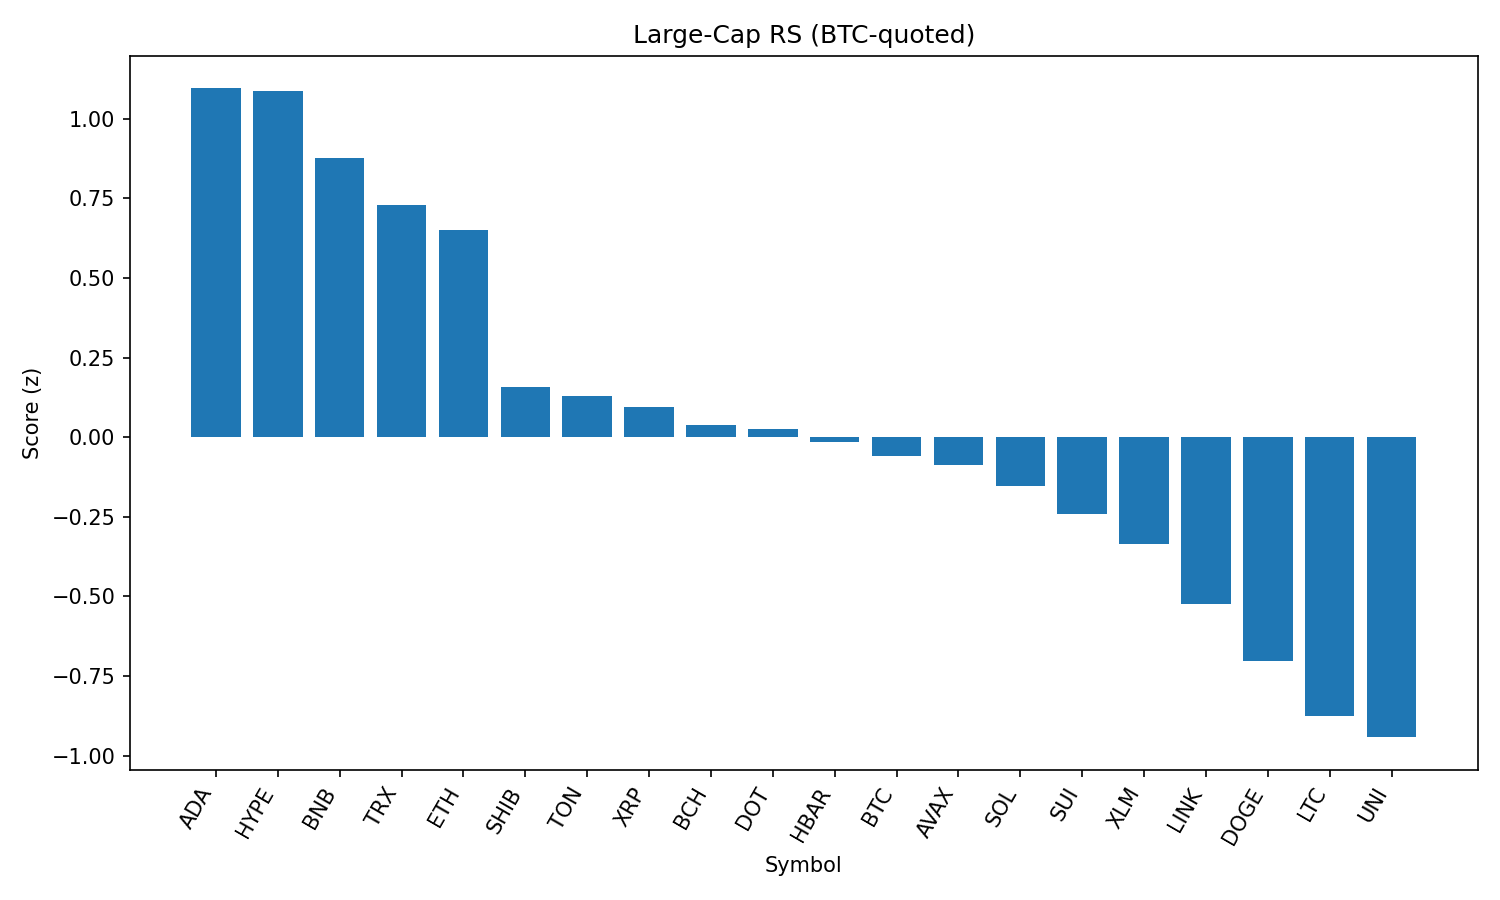 Large-Cap RS (BTC-quoted)
Score (z)
1.00
0.75
0.50
0.25
0.00
−0.25
−0.50
−0.75
−1.00
ADA HYPE BNB TRX ETH SHIB TON XRP BCH DOT HBAR BTC AVAX SOL SUI XLM LINK DOGE LTC UNI
Symbol